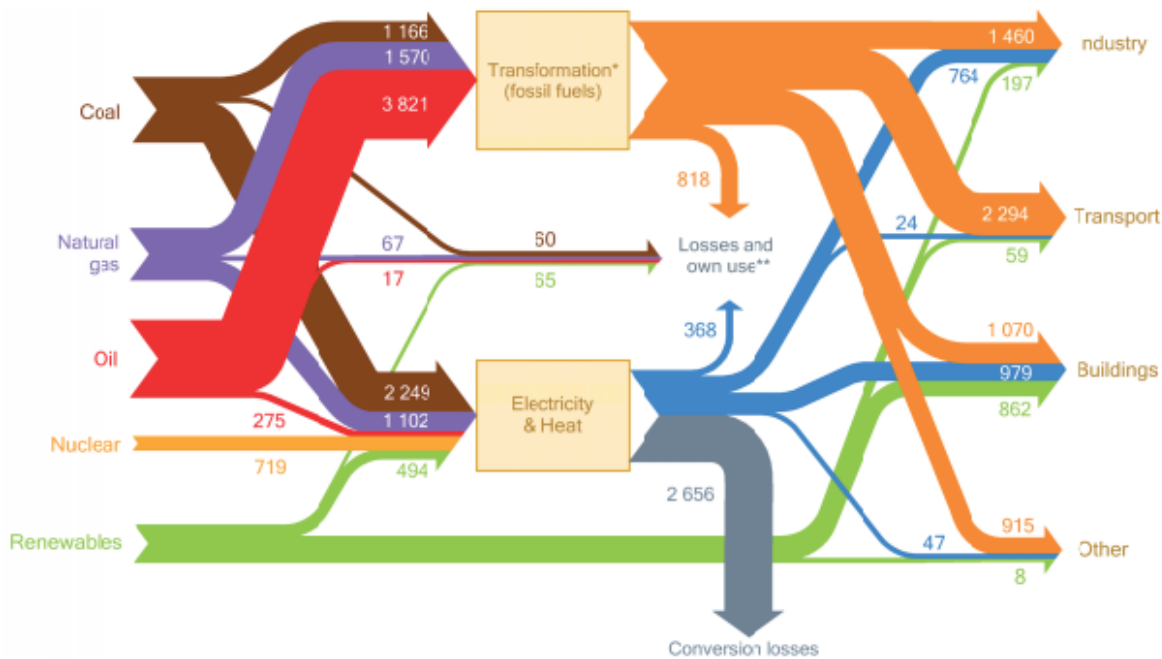 1 166
1 460
ndustry
1 570
Transformation*
(fossil fuels)
764
197
3 821
Coal
818
2 294
Transport
24
Natural
gas
67
60
Losses and
own use**
59
17
65
368
1 070
Oil
979
Buildings
2 249
Electricity
& Heat
862
275
1 102
Nuclear
719
494
2 656
915
Renewables
47
Other
8
Conversion losses